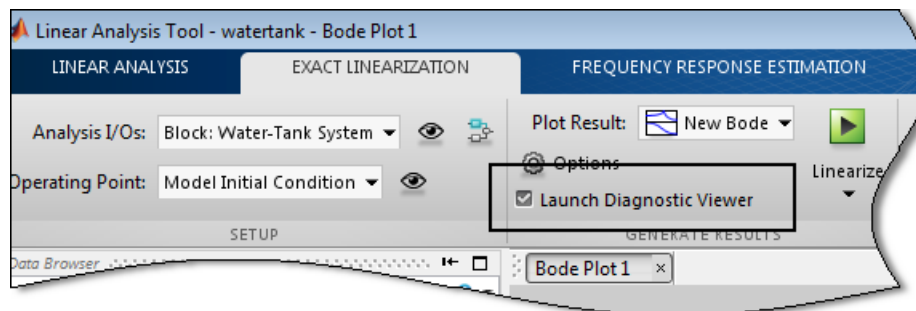 Linear Analysis Tool - watertank - Bode Plot 1
LINEAR ANALYSIS EXACT LINEARIZATION FREQUENCY RESPONSE ESTIMATION
Analysis I/Os: Block: Water-Tank System Plot Result: New Bode
Options
Operating Point: Model Initial Condition Launch Diagnostic Viewer Linearize
SETUP GENERATE RESULTS
Data Browser Bode Plot 1